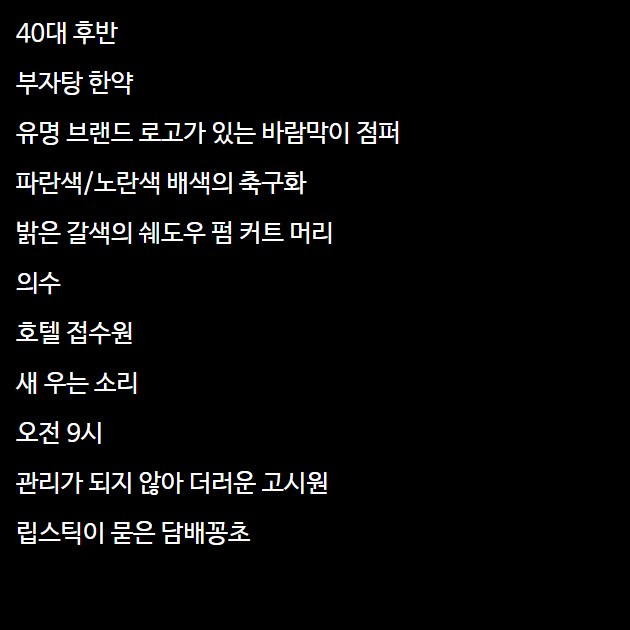 40대 후반
부자탕 한약
유명 브랜드 로고가 있는 바람막이 점퍼
파란색/노란색 배색의 축구화
밝은 갈색의 쉐도우 펌 커트 머리
의수
호텔 접수원
새 우는 소리
오전 9시
관리가 되지 않아 더러운 고시원
립스틱이 묻은 담배꽁초